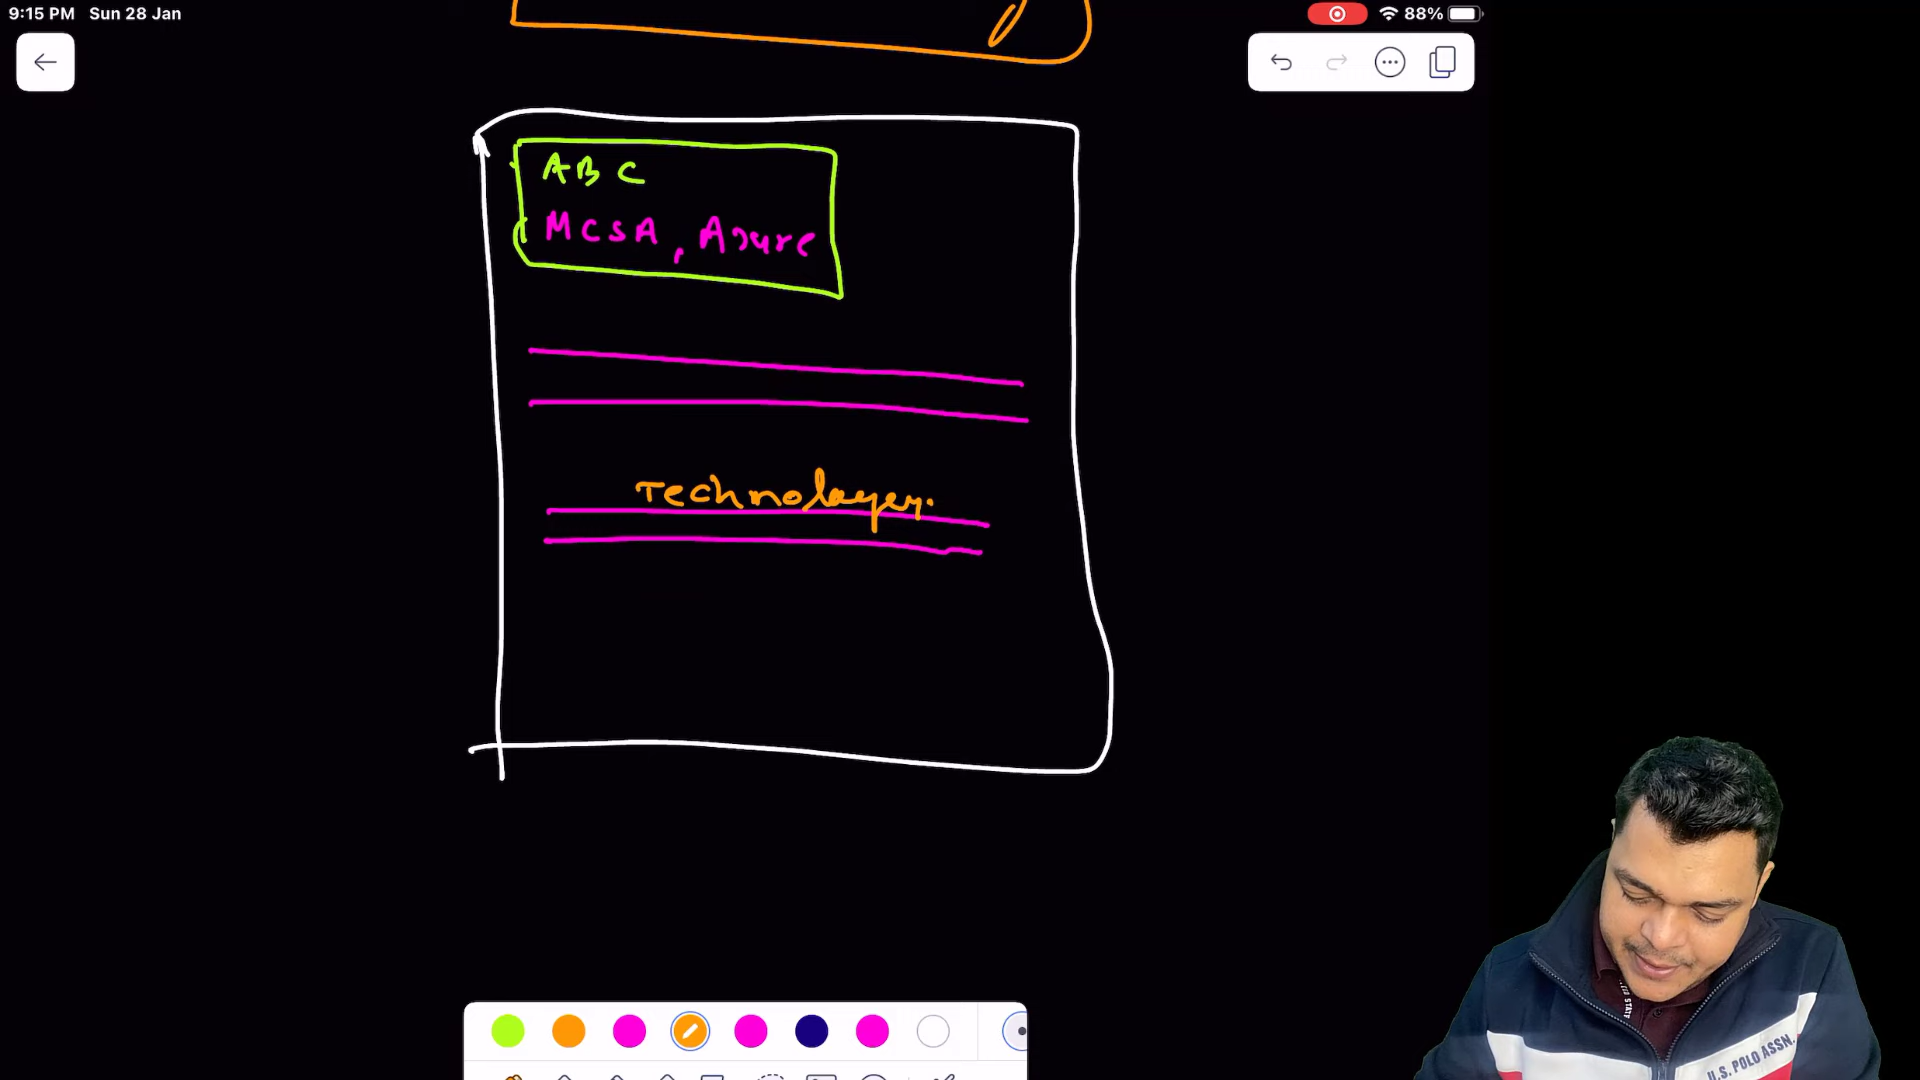 9:15 PM Sun 28 Jan
88%
ABC
MCSA, Azure
Technolayer.
U.S. POLO ASSN.